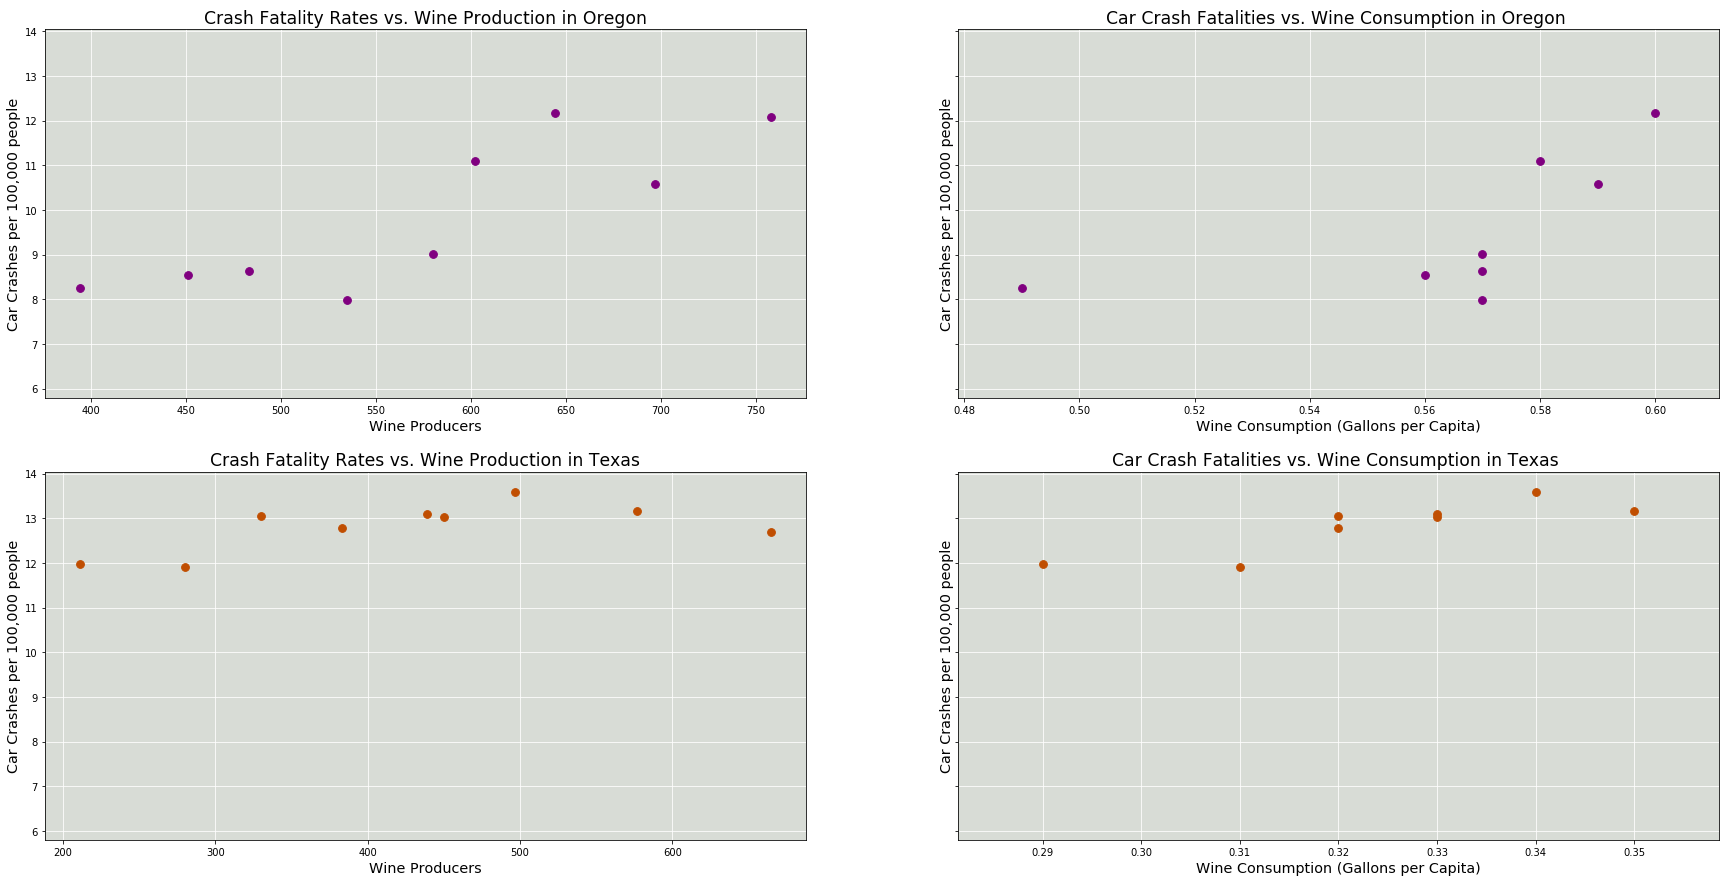 Crash Fatality Rates vs. Wine Production in Oregon
Car Crashes per 100,000 people
14
13
12
11
10
9
8
7
6
400 450 500 550 600 650 700 750
Wine Producers
Car Crash Fatalities vs. Wine Consumption in Oregon
Car Crashes per 100,000 people
0.48 0.50 0.52 0.54 0.56 0.58 0.60
Wine Consumption (Gallons per Capita)
Crash Fatality Rates vs. Wine Production in Texas
Car Crashes per 100,000 people
14
13
12
11
10
9
8
7
6
200 300 400 500 600
Wine Producers
Car Crash Fatalities vs. Wine Consumption in Texas
Car Crashes per 100,000 people
0.29 0.30 0.31 0.32 0.33 0.34 0.35
Wine Consumption (Gallons per Capita)